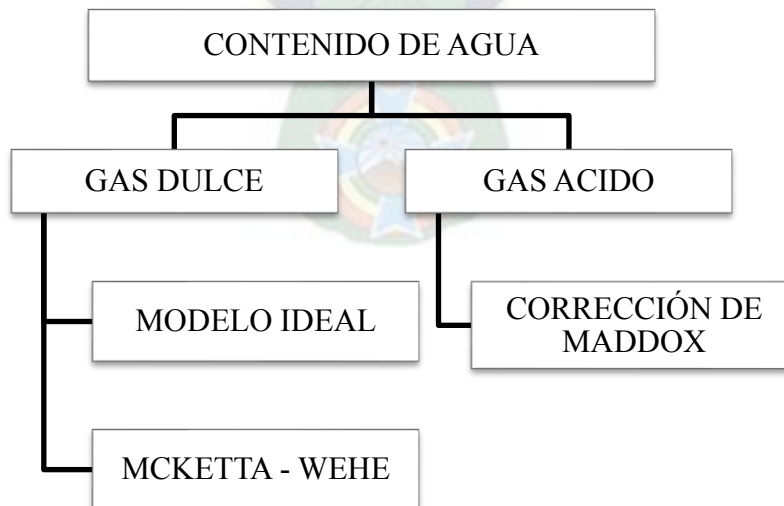 CONTENIDO DE AGUA
GAS DULCE
GAS ACIDO
MODELO IDEAL
CORRECCIÓN DE
MADDOX
MCKETTA - WEHE